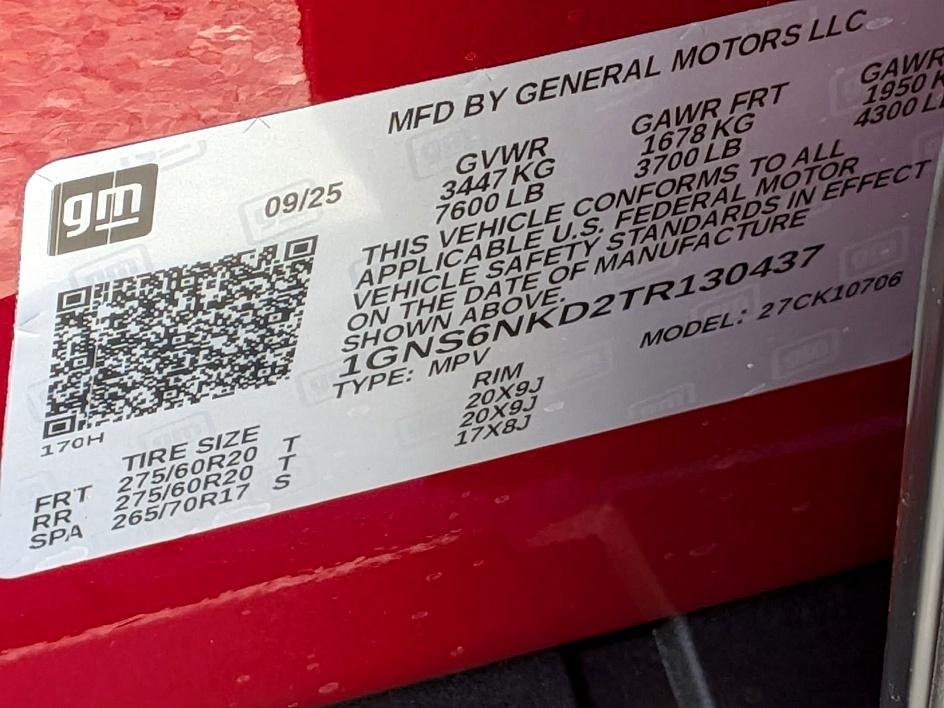 MFD BY GENERAL MOTORS LLC
gm
09/25
GVWR GAWR FRT GAWR
3447 KG 1678 KG 1950
7600 LB 3700 LB 4300
THIS VEHICLE CONFORMS TO ALL
APPLICABLE U.S. FEDERAL MOTOR
VEHICLE SAFETY STANDARDS IN EFFECT
ON THE DATE OF MANUFACTURE
SHOWN ABOVE.
1GNS6NKD2TR130437
TYPE: MPV MODEL: 27CK10706
170H
TIRE SIZE RIM
FRT 275/60R20 T 20X9J
RR 275/60R20 T 20X9J
SPA 265/70R17 S 17X8J